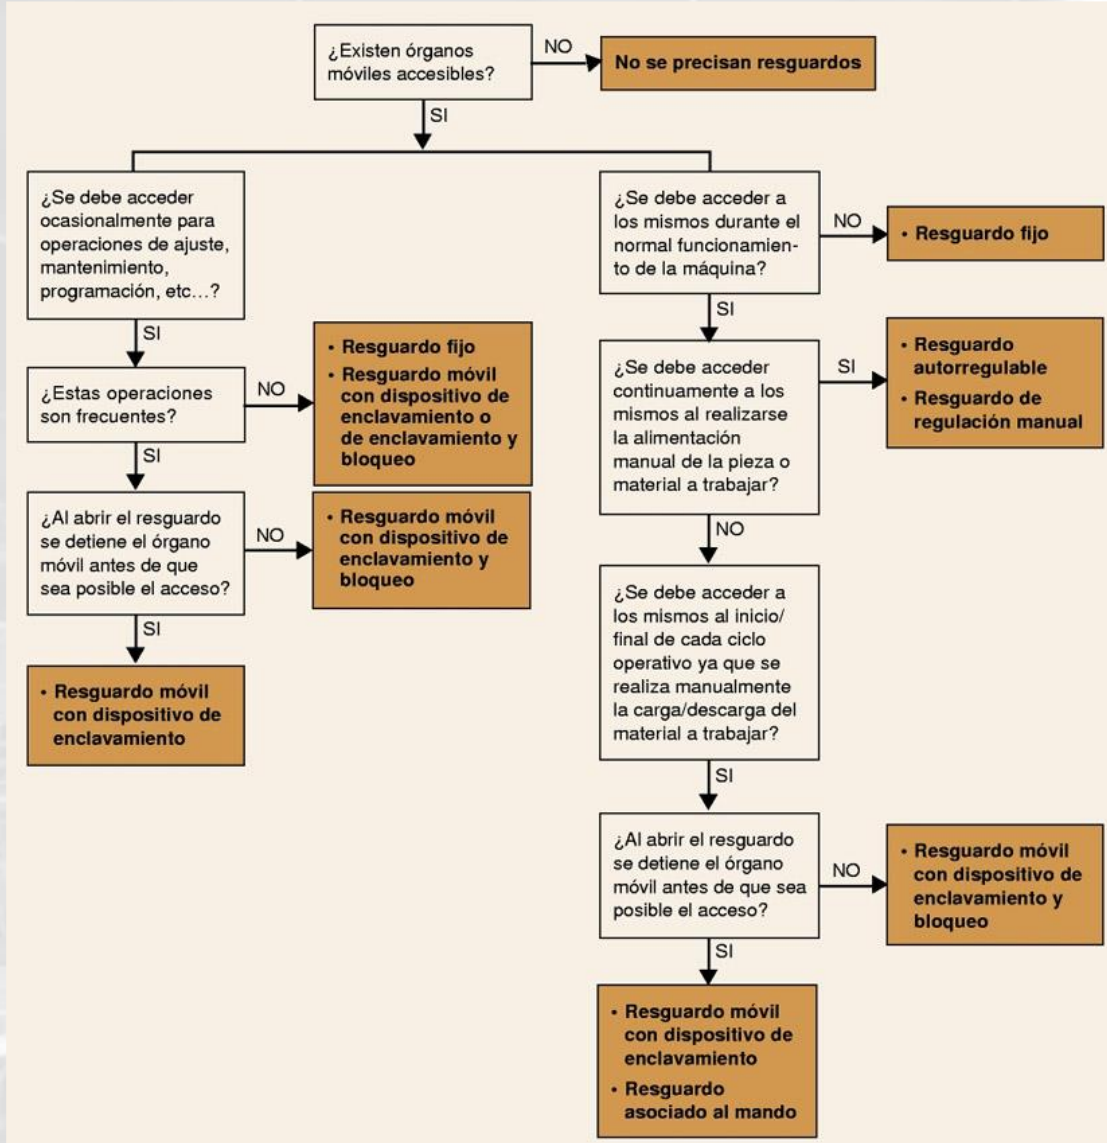 ¿Existen órganos
móviles accesibles?
NO
No se precisan resguardos
SI
¿Se debe acceder
ocasionalmente para
operaciones de ajuste,
mantenimiento,
programación, etc...?
SI
¿Estas operaciones
son frecuentes?
NO
• Resguardo fijo
• Resguardo móvil
con dispositivo de
enclavamiento o
de enclavamiento y
bloqueo
SI
¿Al abrir el resguardo
se detiene el órgano
móvil antes de que
sea posible el acceso?
NO
• Resguardo móvil
con dispositivo de
enclavamiento y
bloqueo
SI
• Resguardo móvil
con dispositivo de
enclavamiento
¿Se debe acceder a
los mismos durante el
normal funcionamien-
to de la máquina?
NO
• Resguardo fijo
SI
¿Se debe acceder
continuamente a los
mismos al realizarse
la alimentación
manual de la pieza o
material a trabajar?
SI
• Resguardo
autorregulable
• Resguardo de
regulación manual
NO
¿Se debe acceder a
los mismos al inicio/
final de cada ciclo
operativo ya que se
realiza manualmente
la carga/descarga del
material a trabajar?
SI
¿Al abrir el resguardo
se detiene el órgano
móvil antes de que sea
posible el acceso?
NO
• Resguardo móvil
con dispositivo de
enclavamiento y
bloqueo
SI
• Resguardo móvil
con dispositivo de
enclavamiento
• Resguardo
asociado al mando